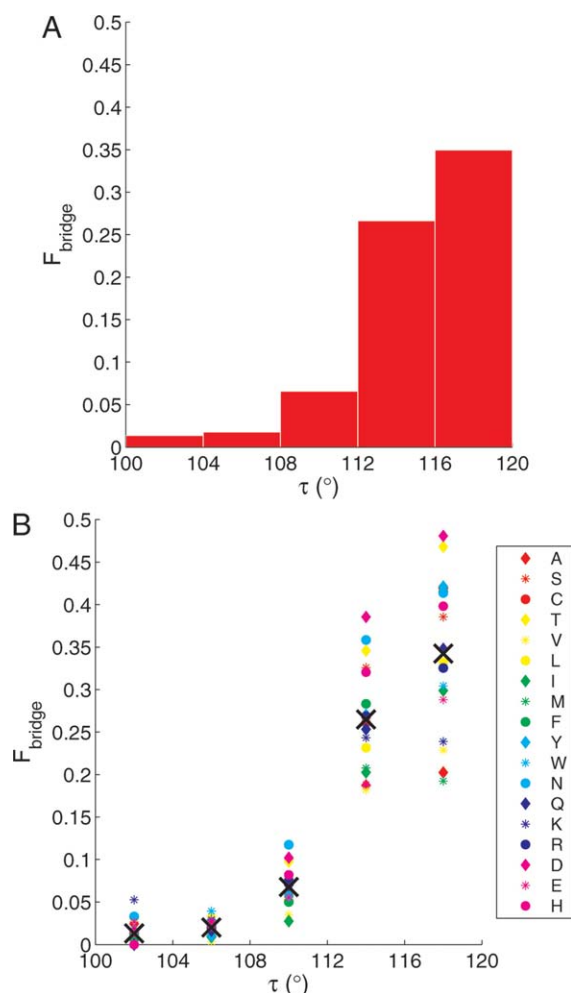 A
0.5
0.45
0.4
0.35
0.3
0.25
0.2
0.15
0.1
0.05
0
F bridge
100 104 108 112 116 120
τ (°)
B
0.5
0.45
0.4
0.35
0.3
0.25
0.2
0.15
0.1
0.05
0
F bridge
100 104 108 112 116 120
τ (°)
A
S
C
T
V
L
I
M
F
Y
W
N
Q
K
R
D
E
H